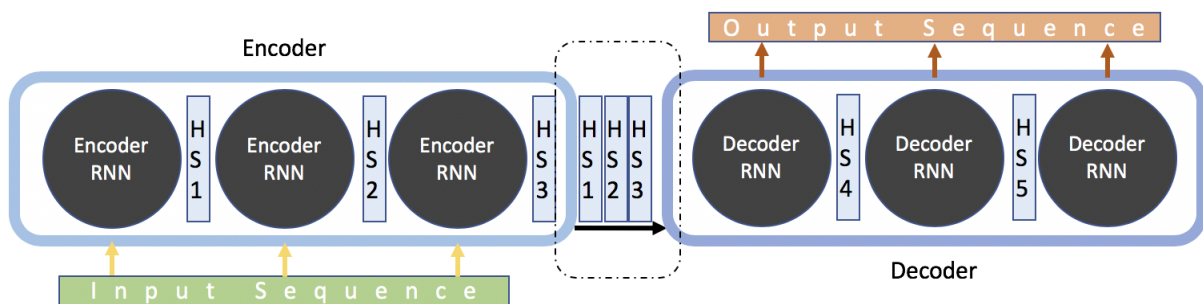 Output Sequence
Encoder
Encoder
RNN
HS1
Encoder
RNN
HS2
Encoder
RNN
HS3
HS1
HS2
HS3
Decoder
RNN
HS4
Decoder
RNN
HS5
Decoder
RNN
Decoder
Input Sequence